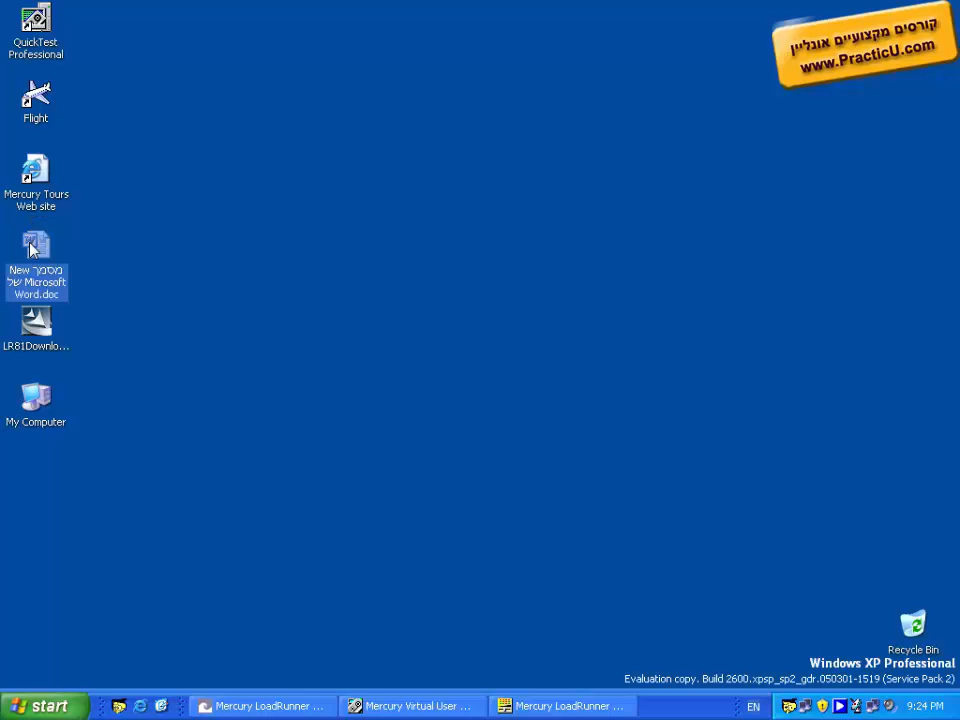 QuickTest
Professional
Flight
Mercury Tours
Web site
New מסמך
של Microsoft
Word.doc
LR81Downlo...
My Computer
קורסים מקצועיים אונליין
www.PracticU.com
Recycle Bin
Windows XP Professional
Evaluation copy. Build 2600.xpsp_sp2_gdr.050301-1519 (Service Pack 2)
start
Mercury LoadRunner ...
Mercury Virtual User ...
Mercury LoadRunner ...
EN
9:24 PM